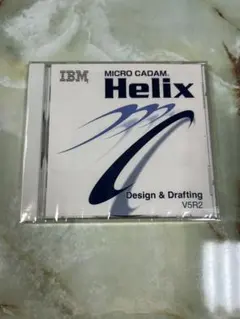 IBM
MICRO CADAM.
Helix
Design & Drafting
V5R2